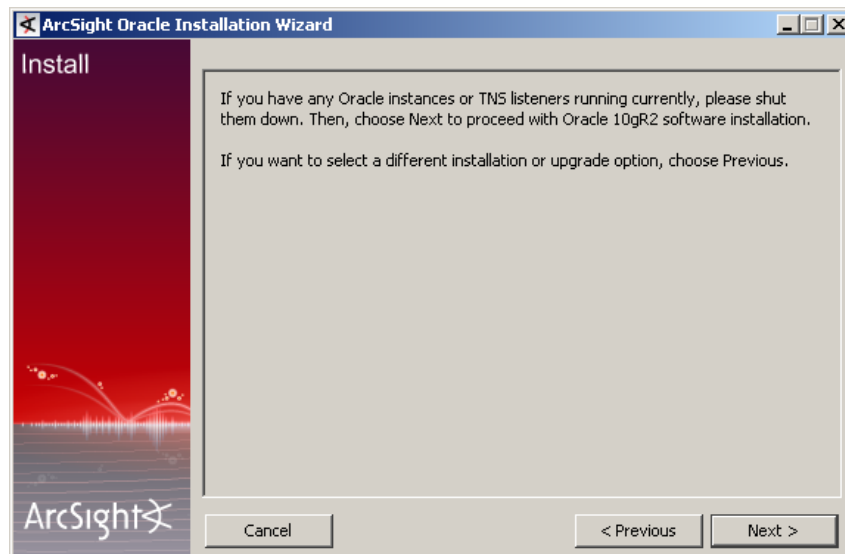 ArcSight Oracle Installation Wizard
Install
If you have any Oracle instances or TNS listeners running currently, please shut
them down. Then, choose Next to proceed with Oracle 10gR2 software installation.
If you want to select a different installation or upgrade option, choose Previous.
ArcSight
Cancel
< Previous
Next >